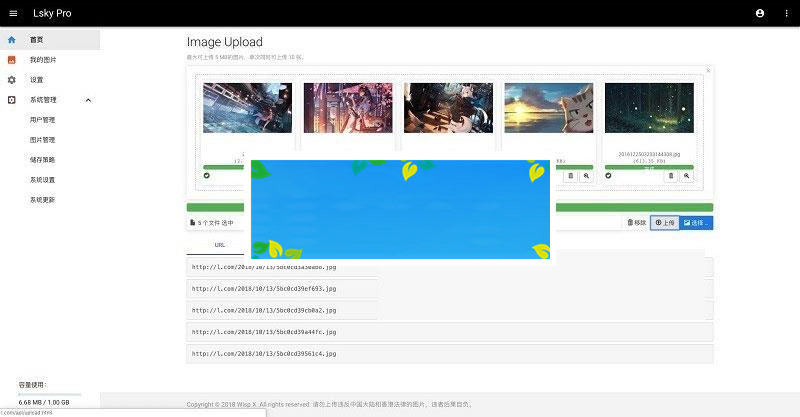 Lsky Pro
首页
我的图片
设置
系统管理
用户管理
图片管理
储存策略
系统设置
系统更新
容量使用：
6.68 MB / 1.00 GB
l.com/api/upload.html
Image Upload
最大可上传 5 MB的图片，单次同时可上传 10 张。
20161225032331443​08.jpg
(613.35 KB)
KB)
5 个文件 选中
移除
上传
选择 ...
URL
http://l.com/2018/10/13/5bc0cd3a30ab8.jpg
http://l.com/2018/10/13/5bc0cd39ef693.jpg
http://l.com/2018/10/13/5bc0cd39cb0a2.jpg
http://l.com/2018/10/13/5bc0cd39a44fc.jpg
http://l.com/2018/10/13/5bc0cd39561c4.jpg
Copyright © 2018 Wisp X. All rights reserved. 请勿上传违反中国大陆和香港法律的图片，违者后果自负。